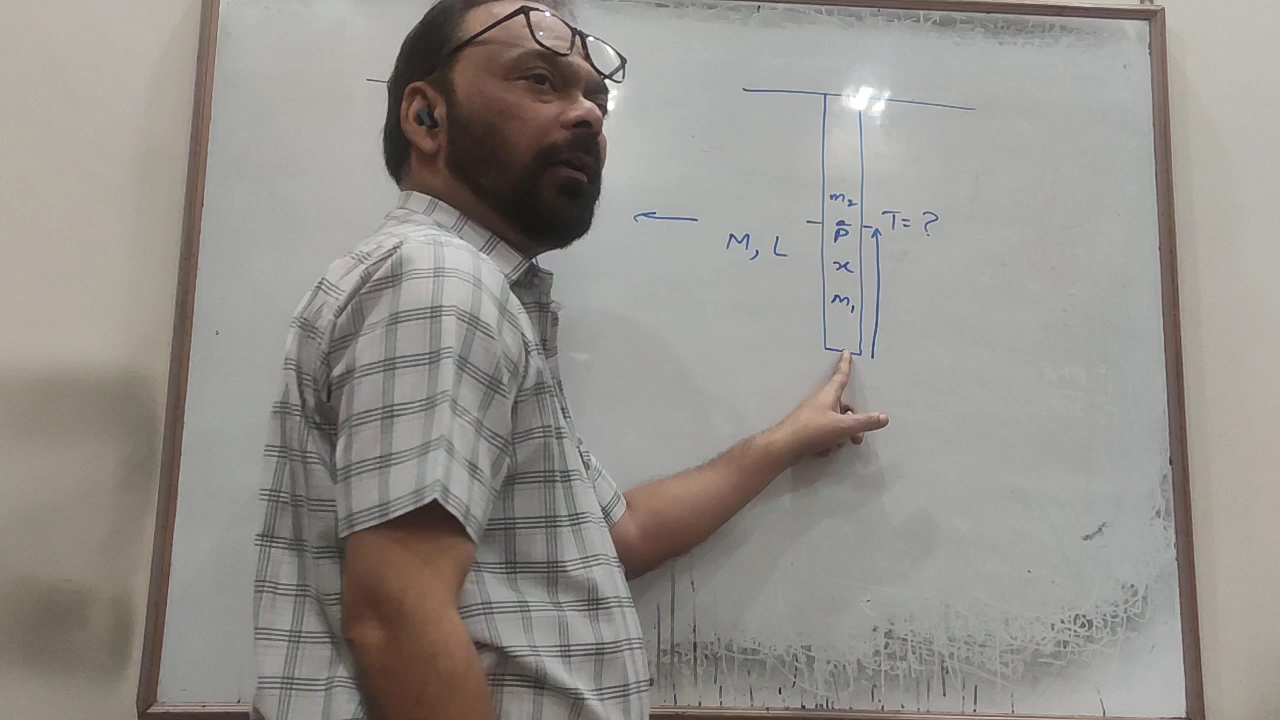 m₂
T = ?
P
M, L
x
m₁